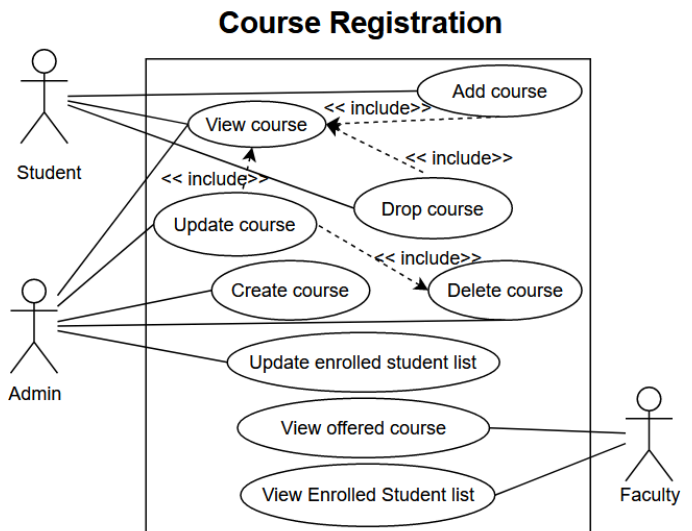 Course Registration
Add course
<< include>>
View course
<< include>>
Student
<< include>>
Drop course
Update course
<< include>>
Create course
Delete course
Admin
Update enrolled student list
View offered course
View Enrolled Student list
Faculty